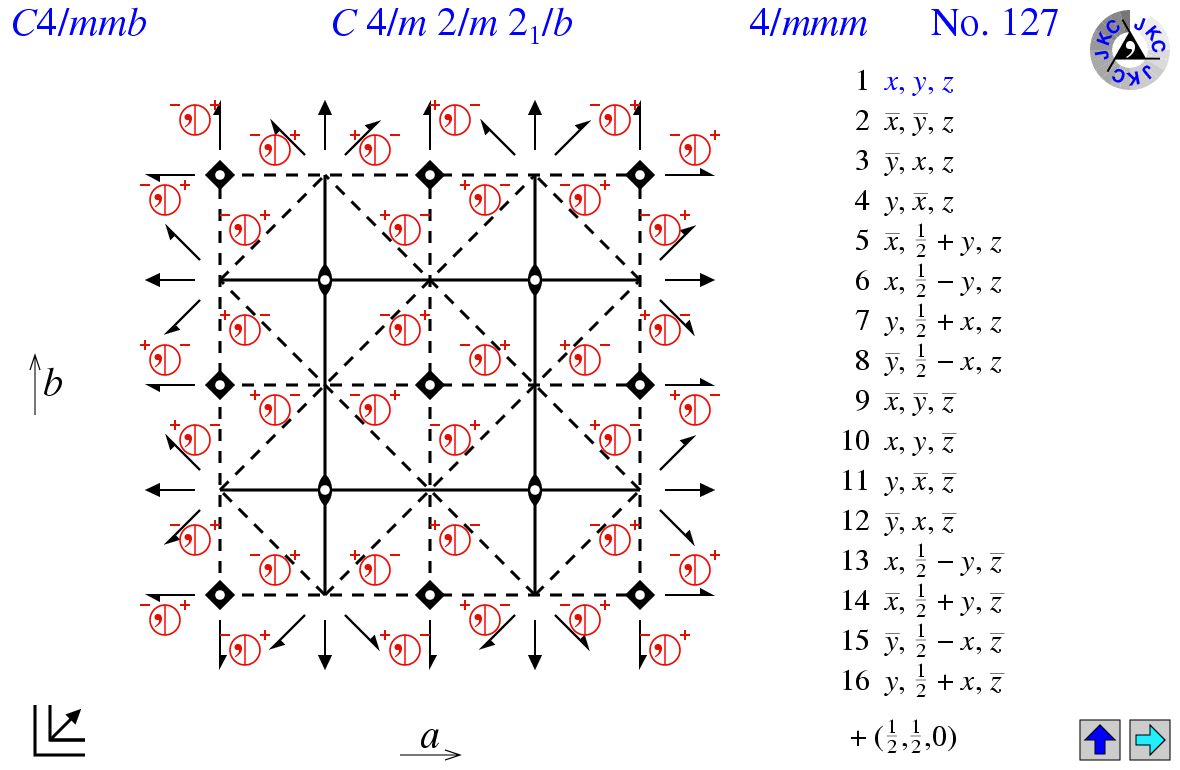 C4/mmb C 4/m 2/m 2₁/b 4/mmm No. 127
JKC JKC JKC
1 x, y, z
2 x̅, y̅, z
3 y̅, x, z
4 y, x̅, z
5 x̅, ½ + y, z
6 x, ½ − y, z
7 y, ½ + x, z
8 y̅, ½ − x, z
9 x̅, y̅, z̅
10 x, y, z̅
11 y, x̅, z̅
12 y̅, x, z̅
13 x, ½ − y, z̅
14 x̅, ½ + y, z̅
15 y̅, ½ − x, z̅
16 y, ½ + x, z̅
+ (½,½,0)
b
a